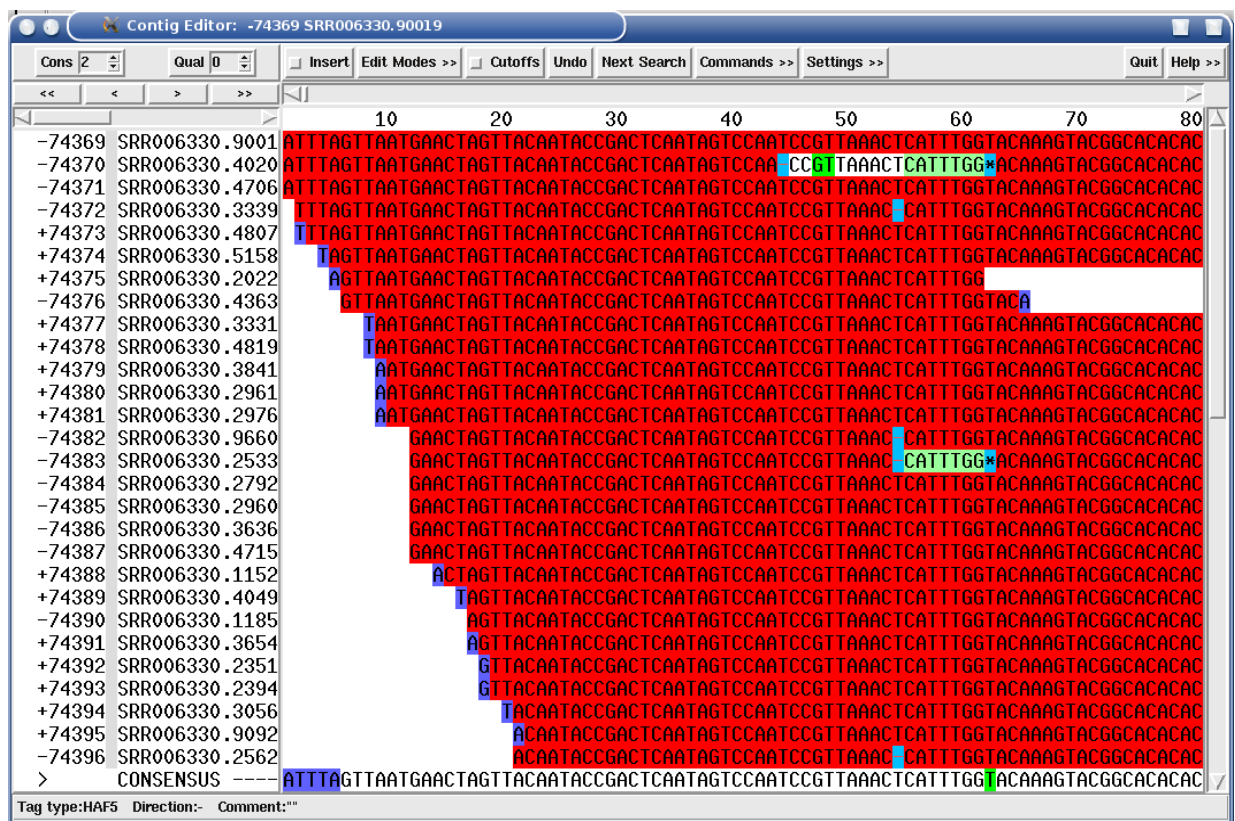 Contig Editor: -74369 SRR006330.90019
Cons 2 Qual 0 Insert Edit Modes >> Cutoffs Undo Next Search Commands >> Settings >> Quit Help >>
<< < > >>
10 20 30 40 50 60 70 80
-74369 SRR006330.9001 ATTTAGTTAATGAACTAGTTACAATACCGACTCAATAGTCCAATCCGTTAAACTCATTTGGTACAAAGTACGGCACACAC
-74370 SRR006330.4020 ATTTAGTTAATGAACTAGTTACAATACCGACTCAATAGTCCAA-CCGTTAAACTCATTTGG*ACAAAGTACGGCACACAC
-74371 SRR006330.4706 ATTTAGTTAATGAACTAGTTACAATACCGACTCAATAGTCCAATCCGTTAAACTCATTTGGTACAAAGTACGGCACACAC
-74372 SRR006330.3339 TTTAGTTAATGAACTAGTTACAATACCGACTCAATAGTCCAATCCGTTAAAC-CATTTGGTACAAAGTACGGCACACAC
+74373 SRR006330.4807 TTTAGTTAATGAACTAGTTACAATACCGACTCAATAGTCCAATCCGTTAAACTCATTTGGTACAAAGTACGGCACACAC
+74374 SRR006330.5158 TAGTTAATGAACTAGTTACAATACCGACTCAATAGTCCAATCCGTTAAACTCATTTGGTACAAAGTACGGCACACAC
+74375 SRR006330.2022 AGTTAATGAACTAGTTACAATACCGACTCAATAGTCCAATCCGTTAAACTCATTTGG
-74376 SRR006330.4363 GTTAATGAACTAGTTACAATACCGACTCAATAGTCCAATCCGTTAAACTCATTTGGTACA
+74377 SRR006330.3331 TAATGAACTAGTTACAATACCGACTCAATAGTCCAATCCGTTAAACTCATTTGGTACAAAGTACGGCACACAC
+74378 SRR006330.4819 TAATGAACTAGTTACAATACCGACTCAATAGTCCAATCCGTTAAACTCATTTGGTACAAAGTACGGCACACAC
+74379 SRR006330.3841 AATGAACTAGTTACAATACCGACTCAATAGTCCAATCCGTTAAACTCATTTGGTACAAAGTACGGCACACAC
+74380 SRR006330.2961 AATGAACTAGTTACAATACCGACTCAATAGTCCAATCCGTTAAACTCATTTGGTACAAAGTACGGCACACAC
+74381 SRR006330.2976 AATGAACTAGTTACAATACCGACTCAATAGTCCAATCCGTTAAACTCATTTGGTACAAAGTACGGCACACAC
-74382 SRR006330.9660 GAACTAGTTACAATACCGACTCAATAGTCCAATCCGTTAAAC-CATTTGGTACAAAGTACGGCACACAC
-74383 SRR006330.2533 GAACTAGTTACAATACCGACTCAATAGTCCAATCCGTTAAAC-CATTTGG*ACAAAGTACGGCACACAC
-74384 SRR006330.2792 GAACTAGTTACAATACCGACTCAATAGTCCAATCCGTTAAACTCATTTGGTACAAAGTACGGCACACAC
-74385 SRR006330.2960 GAACTAGTTACAATACCGACTCAATAGTCCAATCCGTTAAACTCATTTGGTACAAAGTACGGCACACAC
-74386 SRR006330.3636 GAACTAGTTACAATACCGACTCAATAGTCCAATCCGTTAAACTCATTTGGTACAAAGTACGGCACACAC
-74387 SRR006330.4715 GAACTAGTTACAATACCGACTCAATAGTCCAATCCGTTAAACTCATTTGGTACAAAGTACGGCACACAC
+74388 SRR006330.1152 ACTAGTTACAATACCGACTCAATAGTCCAATCCGTTAAACTCATTTGGTACAAAGTACGGCACACAC
+74389 SRR006330.4049 TAGTTACAATACCGACTCAATAGTCCAATCCGTTAAACTCATTTGGTACAAAGTACGGCACACAC
-74390 SRR006330.1185 AGTTACAATACCGACTCAATAGTCCAATCCGTTAAACTCATTTGGTACAAAGTACGGCACACAC
+74391 SRR006330.3654 AGTTACAATACCGACTCAATAGTCCAATCCGTTAAACTCATTTGGTACAAAGTACGGCACACAC
+74392 SRR006330.2351 GTTACAATACCGACTCAATAGTCCAATCCGTTAAACTCATTTGGTACAAAGTACGGCACACAC
+74393 SRR006330.2394 GTTACAATACCGACTCAATAGTCCAATCCGTTAAACTCATTTGGTACAAAGTACGGCACACAC
+74394 SRR006330.3056 TACAATACCGACTCAATAGTCCAATCCGTTAAACTCATTTGGTACAAAGTACGGCACACAC
+74395 SRR006330.9092 ACAATACCGACTCAATAGTCCAATCCGTTAAACTCATTTGGTACAAAGTACGGCACACAC
-74396 SRR006330.2562 ACAATACCGACTCAATAGTCCAATCCGTTAAAC-CATTTGGTACAAAGTACGGCACACAC
> CONSENSUS ---- ATTTAGTTAATGAACTAGTTACAATACCGACTCAATAGTCCAATCCGTTAAACTCATTTGGTACAAAGTACGGCACACAC
Tag type:HAF5 Direction:- Comment:""